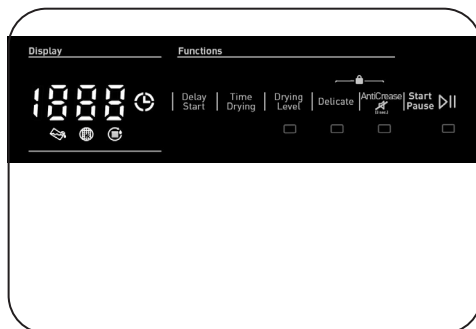 Display
Functions
1888
Delay
Start
Time
Drying
Drying
Level
Delicate
AntiCrease
Start
Pause